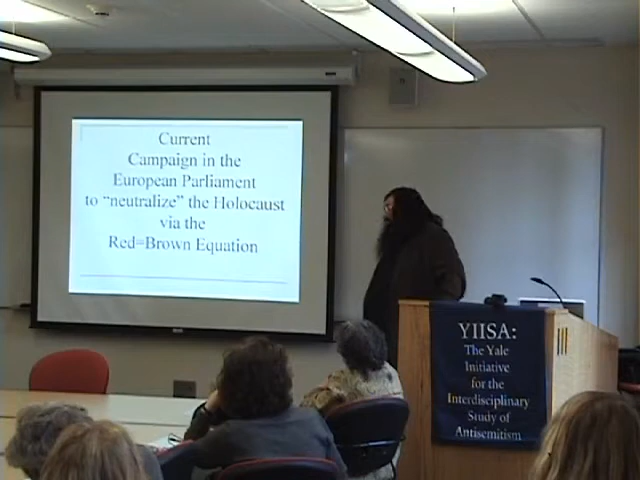 Current
Campaign in the
European Parliament
to “neutralize” the Holocaust
via the
Red=Brown Equation
YIISA:
The Yale
Initiative
for the
Interdisciplinary
Study of
Antisemitism